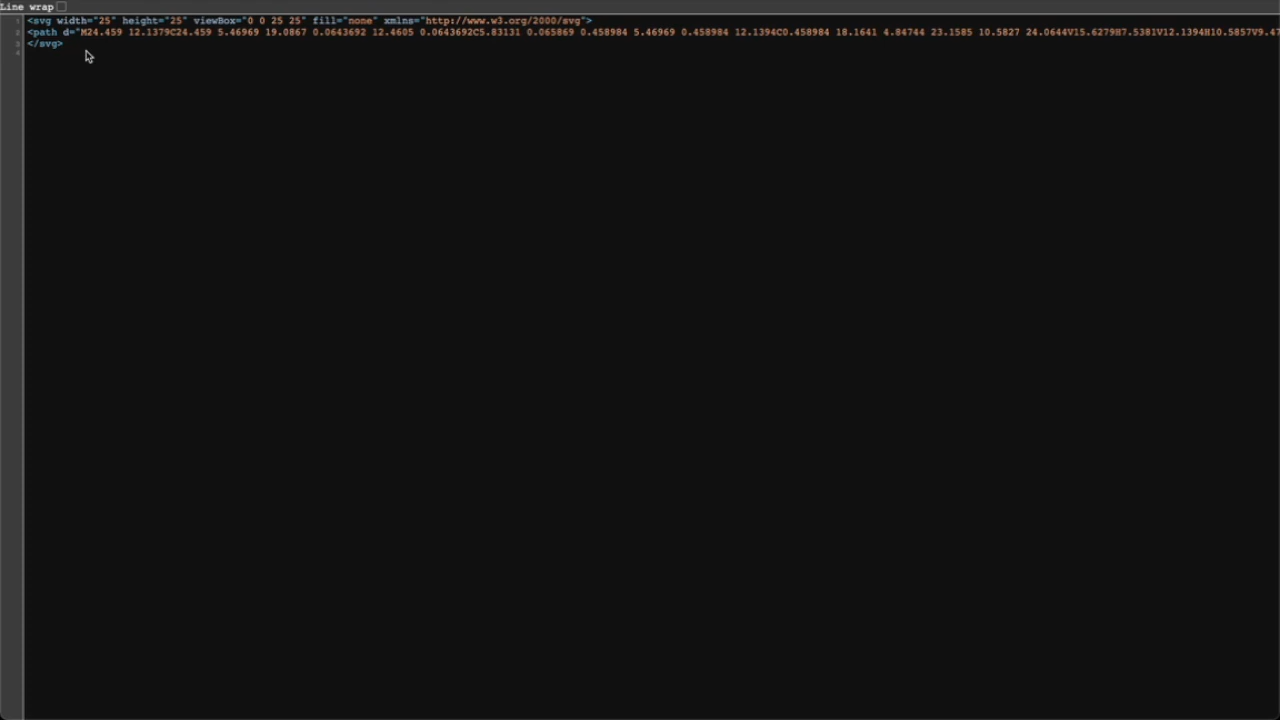 Line wrap
1 <svg width="25" height="25" viewBox="0 0 25 25" fill="none" xmlns="http://www.w3.org/2000/svg">
2 <path d="M24.459 12.1379C24.459 5.46969 19.0867 0.0643692 12.4605 0.0643692C5.83131 0.065869 0.458984 5.46969 0.458984 12.1394C0.458984 18.1641 4.84744 23.1585 10.5827 24.0644V15.6279H7.5381V12.1394H10.5857V9.47
3 </svg>
4